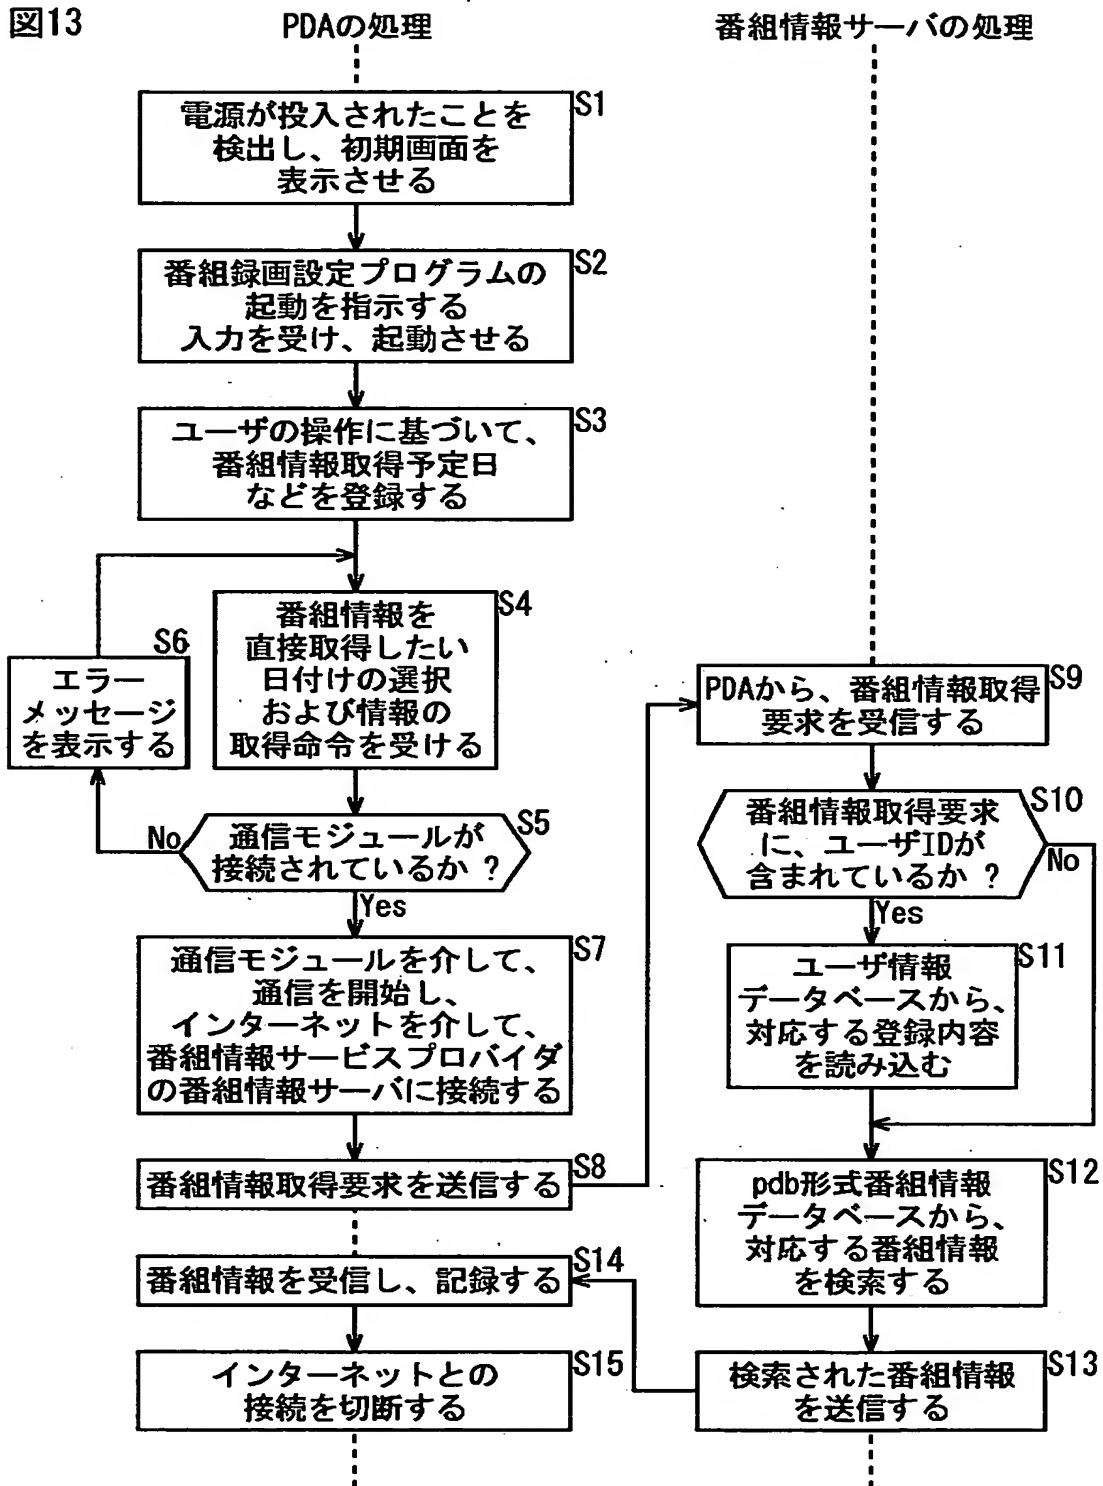 図13
PDAの処理
番組情報サーバの処理
S1
電源が投入されたことを
検出し、初期画面を
表示させる
S2
番組録画設定プログラムの
起動を指示する
入力を受け、起動させる
S3
ユーザの操作に基づいて、
番組情報取得予定日
などを登録する
S4
番組情報を
直接取得したい
日付けの選択
および情報の
取得命令を受ける
S6
エラー
メッセージ
を表示する
S5
通信モジュールが
接続されているか ?
No
Yes
S7
通信モジュールを介して、
通信を開始し、
インターネットを介して、
番組情報サービスプロバイダ
の番組情報サーバに接続する
S8
番組情報取得要求を送信する
S9
PDAから、番組情報取得
要求を受信する
S10
番組情報取得要求
に、ユーザIDが
含まれているか ?
No
Yes
S11
ユーザ情報
データベースから、
対応する登録内容
を読み込む
S12
pdb形式番組情報
データベースから、
対応する番組情報
を検索する
S13
検索された番組情報
を送信する
S14
番組情報を受信し、記録する
S15
インターネットとの
接続を切断する